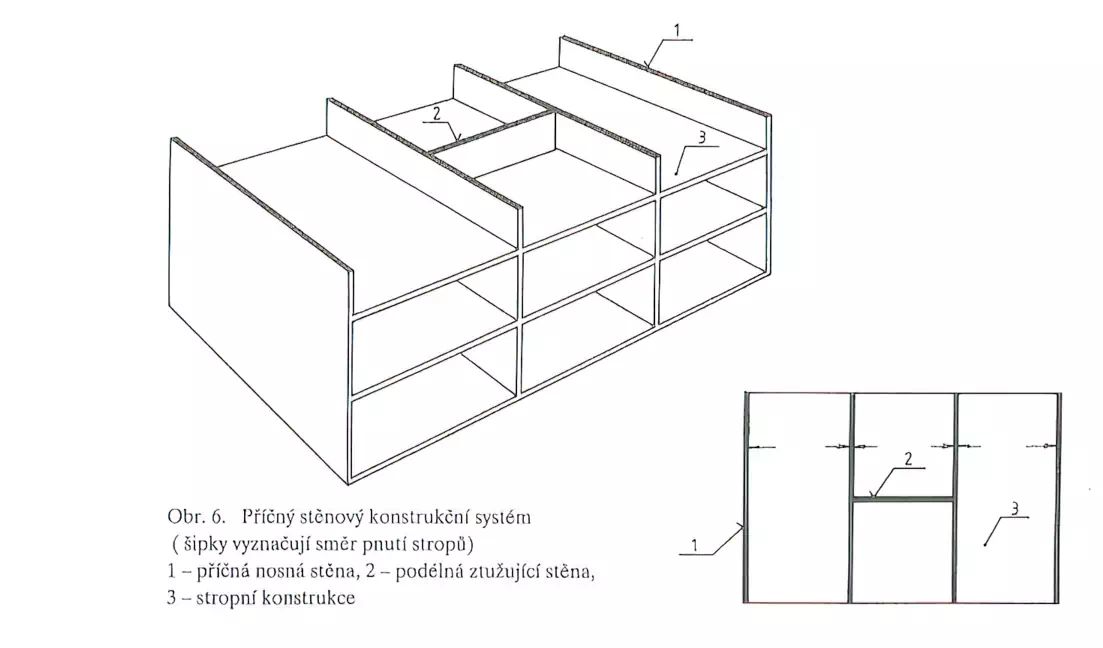 1
2
3
2
3
1
Obr. 6. Příčný stěnový konstrukční systém
( šipky vyznačují směr pnutí stropů)
1 – příčná nosná stěna, 2 – podélná ztužující stěna,
3 – stropní konstrukce